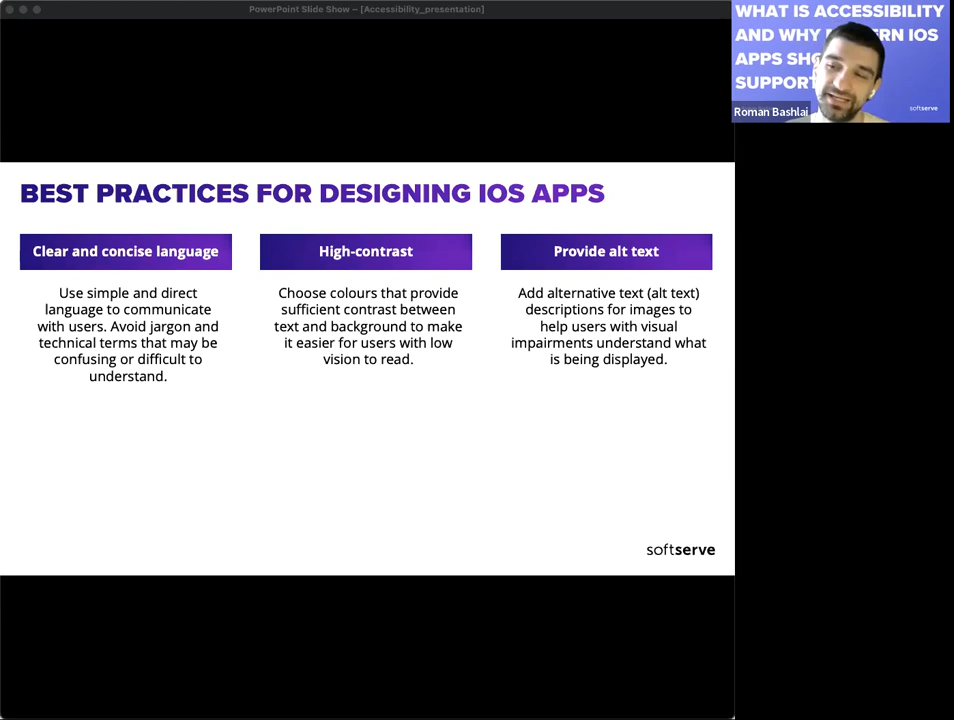 PowerPoint Slide Show – [Accessibility_presentation]
WHAT IS ACCESSIBILITY
AND WHY IOS
APPS
SUPPORT
softserve
Roman Bashlai
BEST PRACTICES FOR DESIGNING IOS APPS
Clear and concise language
Use simple and direct
language to communicate
with users. Avoid jargon and
technical terms that may be
confusing or difficult to
understand.
High-contrast
Choose colours that provide
sufficient contrast between
text and background to make
it easier for users with low
vision to read.
Provide alt text
Add alternative text (alt text)
descriptions for images to
help users with visual
impairments understand what
is being displayed.
softserve